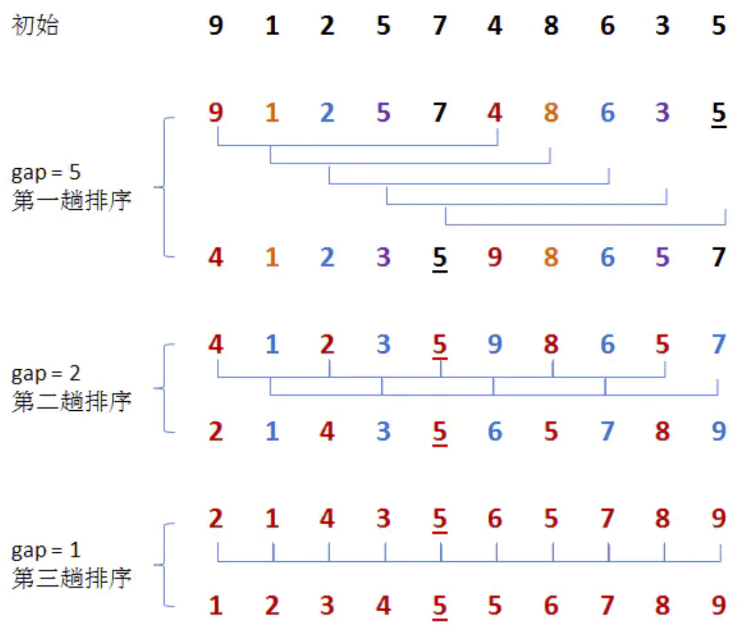 初始 9 1 2 5 7 4 8 6 3 5
9 1 2 5 7 4 8 6 3 5
gap = 5
第一趟排序
4 1 2 3 5 9 8 6 5 7
4 1 2 3 5 9 8 6 5 7
gap = 2
第二趟排序
2 1 4 3 5 6 5 7 8 9
2 1 4 3 5 6 5 7 8 9
gap = 1
第三趟排序
1 2 3 4 5 5 6 7 8 9